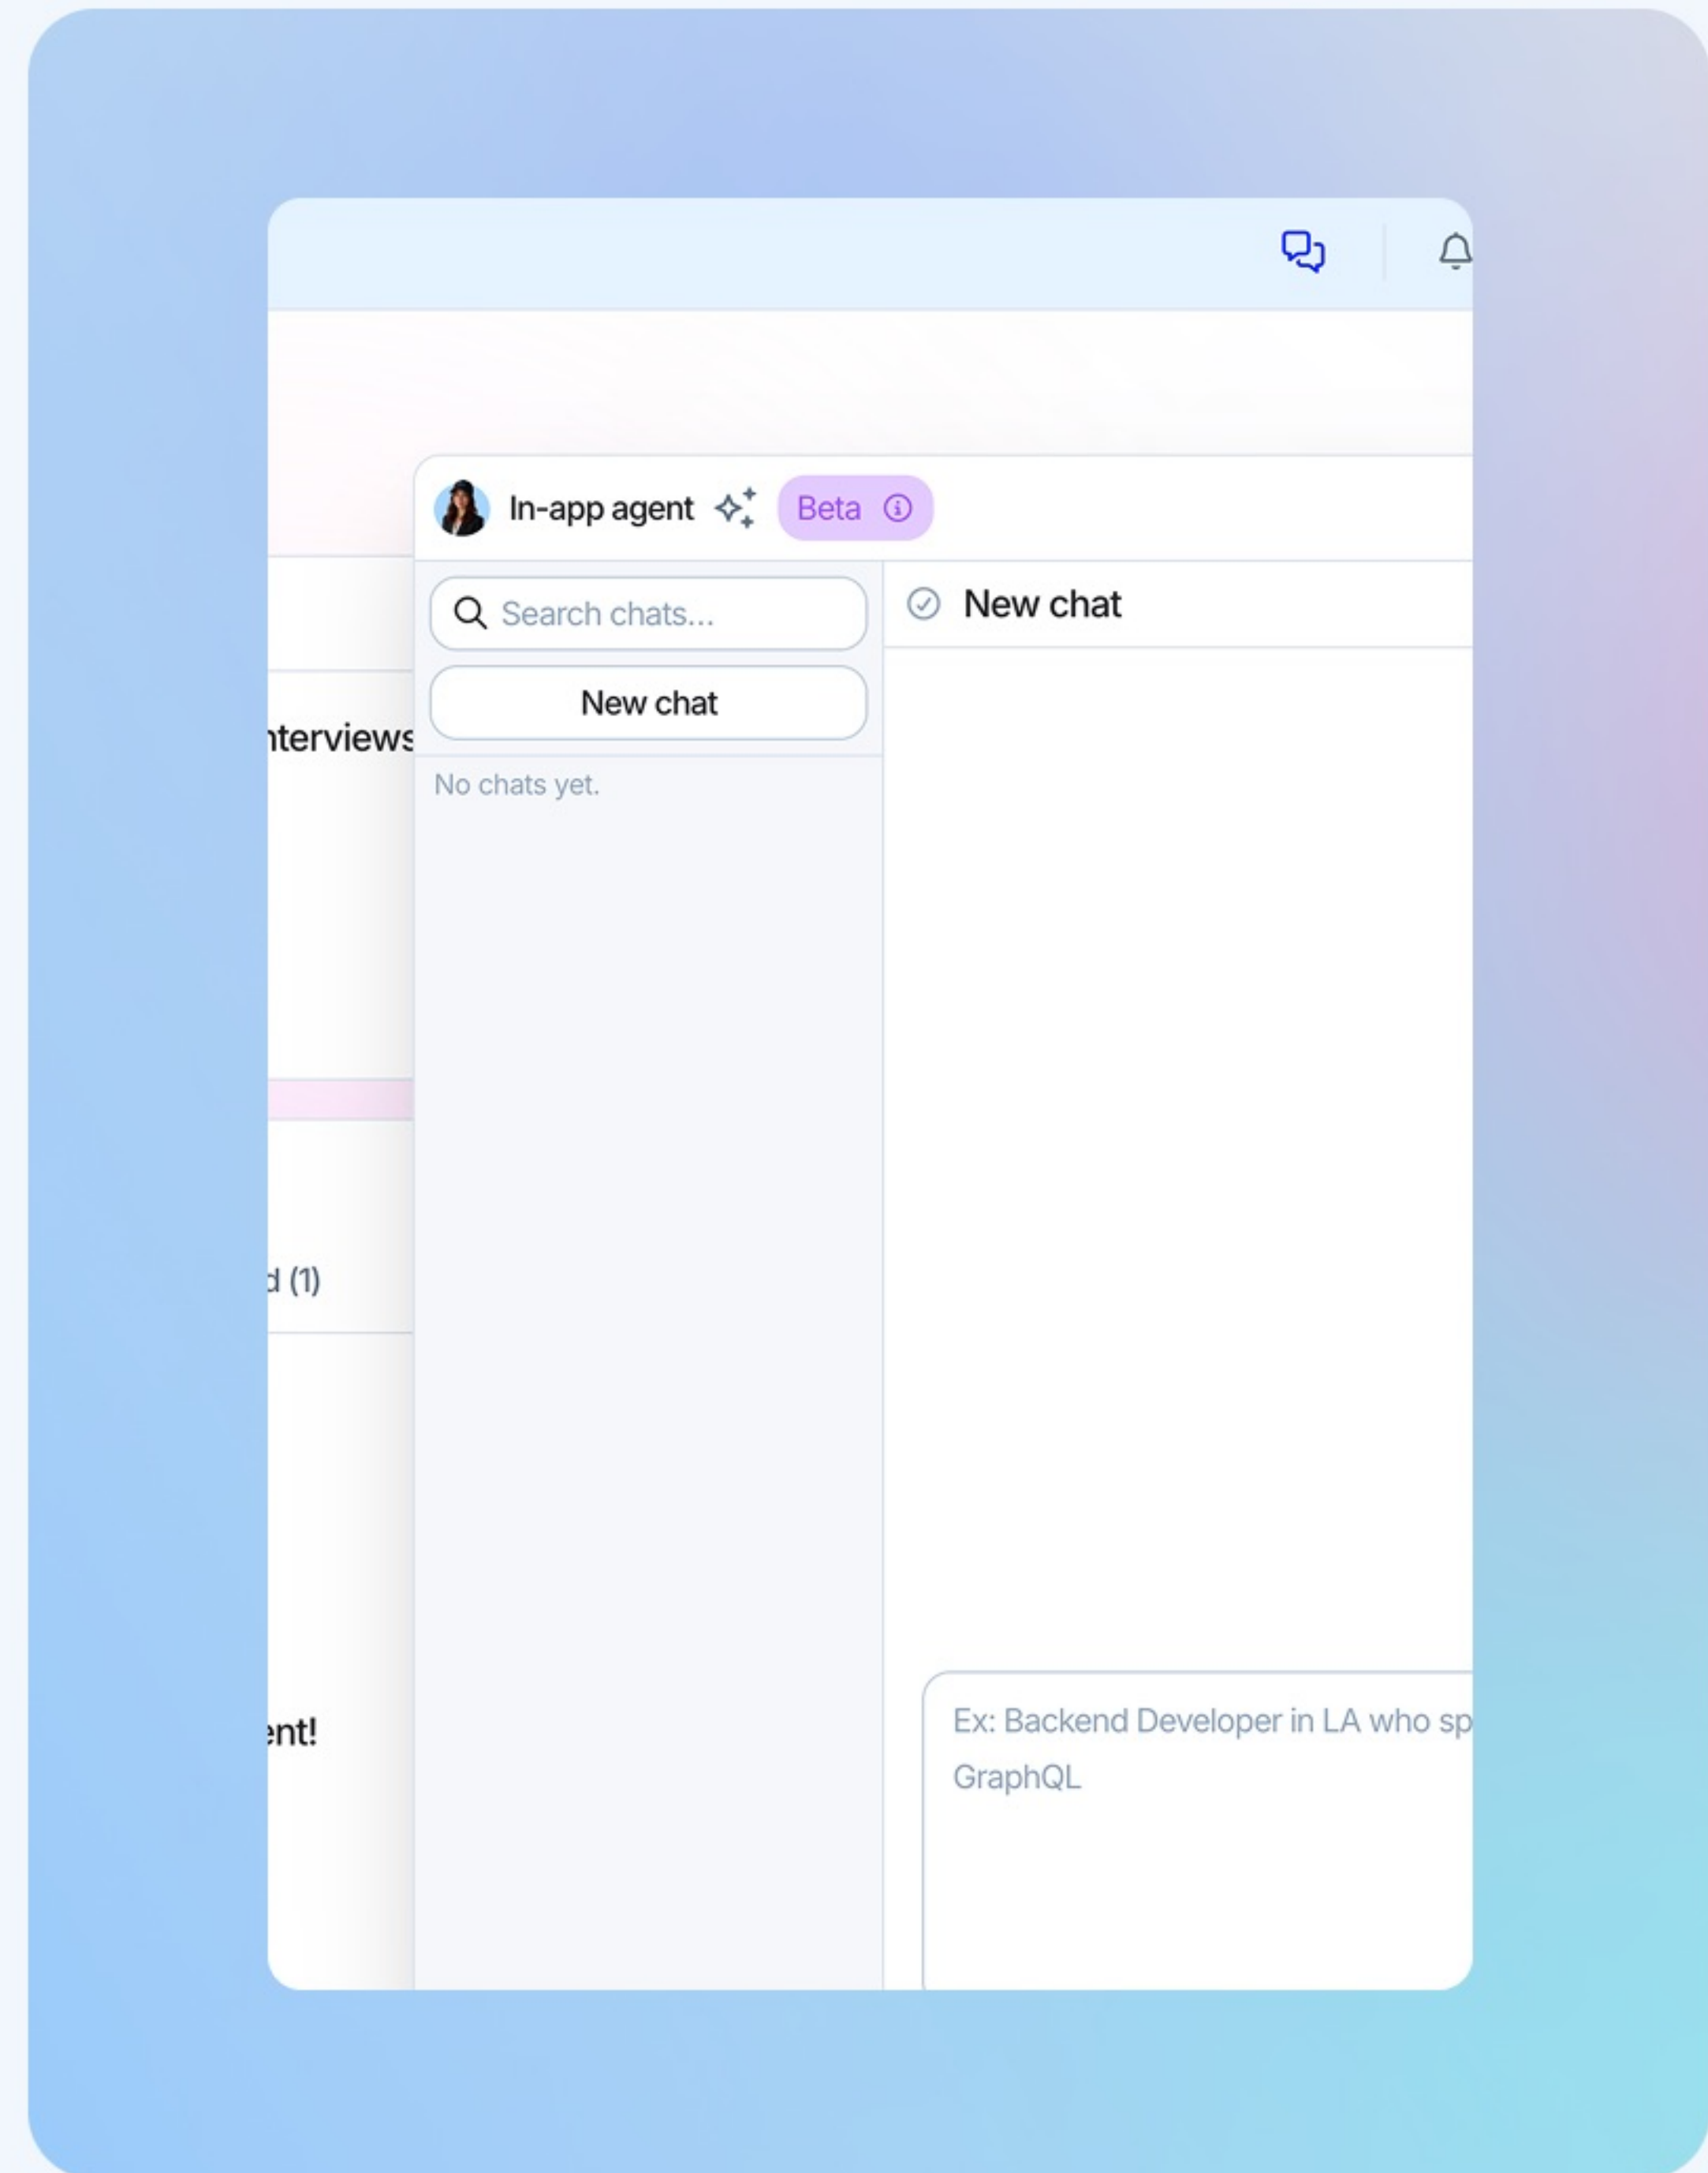 In-app agent
Beta
Search chats...
New chat
New chat
nterviews
No chats yet.
d (1)
ent!
Ex: Backend Developer in LA who sp
GraphQL